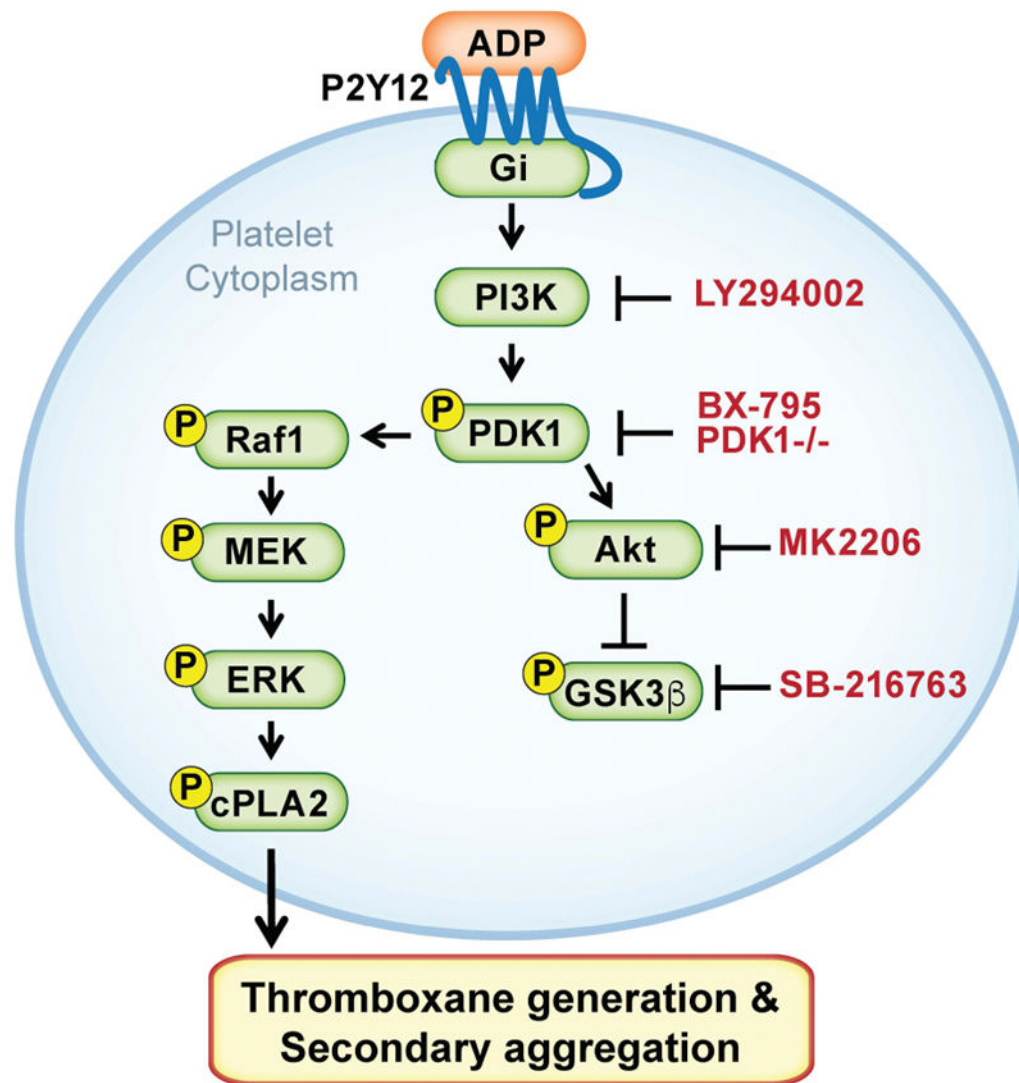 ADP
P2Y12
Gi
Platelet
Cytoplasm
PI3K
LY294002
P
PDK1
BX-795
PDK1-/-
P
Raf1
P
MEK
P
Akt
MK2206
P
ERK
P
GSK3β
SB-216763
P
cPLA2
Thromboxane generation &
Secondary aggregation